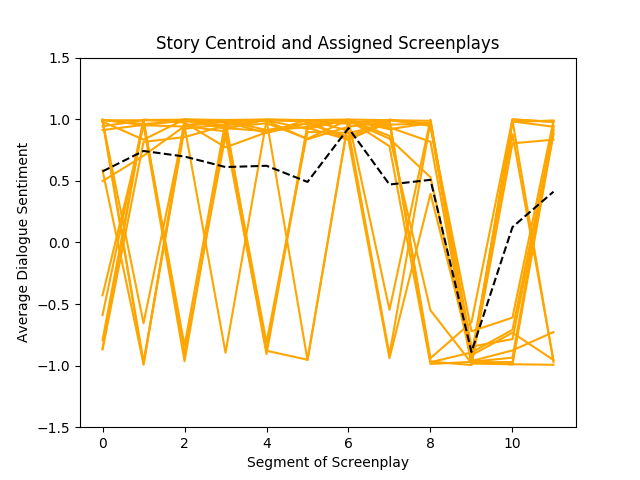 Story Centroid and Assigned Screenplays
1.5
1.0
0.5
0.0
−0.5
−1.0
−1.5
Average Dialogue Sentiment
0 2 4 6 8 10
Segment of Screenplay